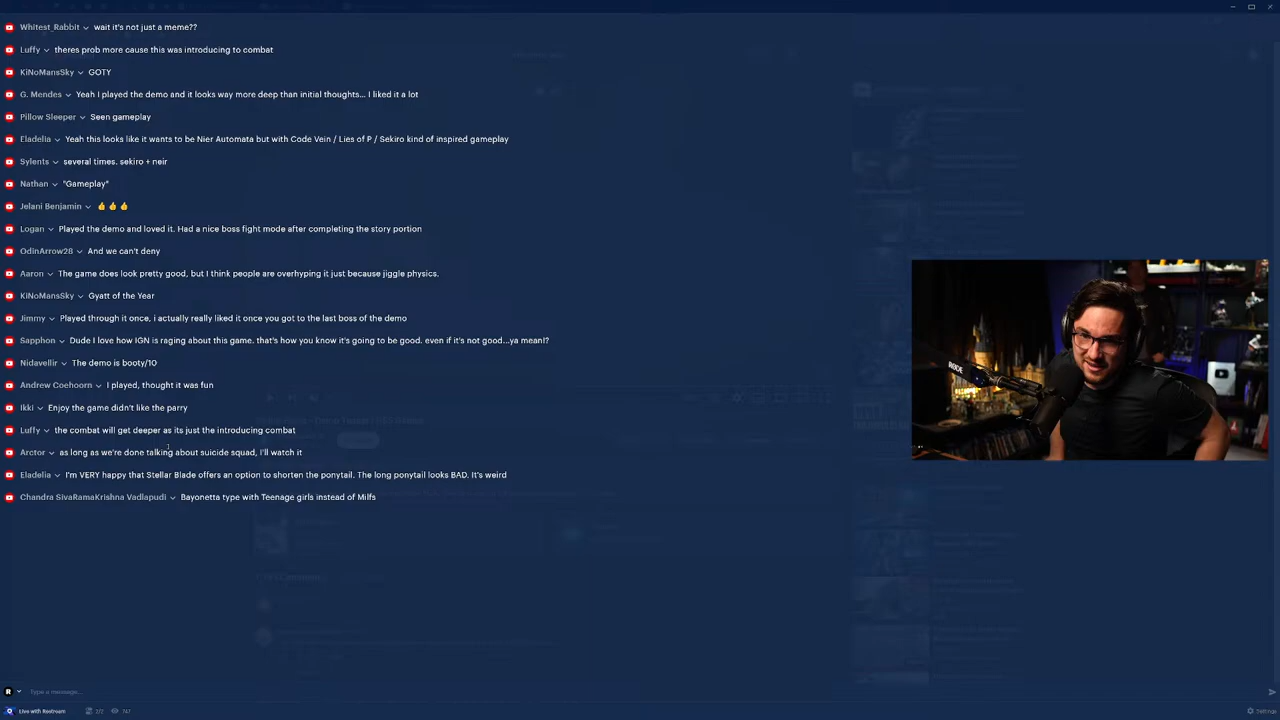 Wh!test_Rabb!t wait it's not just a meme??
Luffy theres prob more cause this was introducing to combat
KiNoMansSky GOTY
G. Mendes Yeah I played the demo and it looks way more deep than initial thoughts... I liked it a lot
Pillow Sleeper Seen gameplay
Eladelia Yeah this looks like it wants to be Nier Automata but with Code Vein / Lies of P / Sekiro kind of inspired gameplay
Sylents several times. sekiro + neir
Nathan "Gameplay"
Jelani Benjamin 👍👍👍
Logan Played the demo and loved it. Had a nice boss fight mode after completing the story portion
OdinArrow28 And we can't deny
Aaron The game does look pretty good, but I think people are overhyping it just because jiggle physics.
KiNoMansSky Gyatt of the Year
Jimmy Played through it once, i actually really liked it once you got to the last boss of the demo
Sapphon Dude I love how IGN is raging about this game. that's how you know it's going to be good. even if it's not good...ya mean!?
Nidavellir The demo is booty/10
Andrew Coehoorn I played, thought it was fun
Ikki Enjoy the game didn't like the parry
Luffy the combat will get deeper as its just the introducing combat
Arctor as long as we're done talking about suicide squad, I'll watch it
Eladelia I'm VERY happy that Stellar Blade offers an option to shorten the ponytail. The long ponytail looks BAD. It's weird
Chandra SivaRamaKrishna Vadlapudi Bayonetta type with Teenage girls instead of Milfs
RØDE
R Type a message...
Live with Restream 2/2 747 Settings